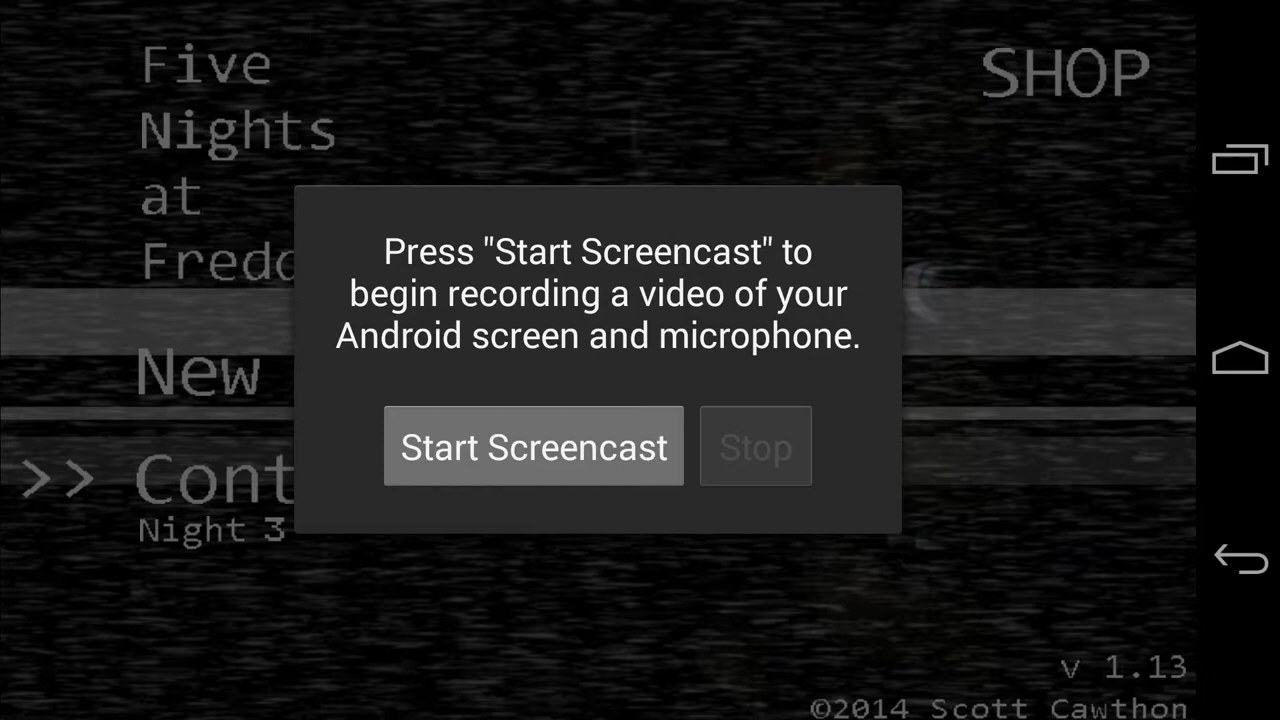 Five
Nights
at
Fredd
SHOP
Press "Start Screencast" to
begin recording a video of your
Android screen and microphone.
Start Screencast
Stop
New
>> Cont
Night 3
v 1.13
©2014 Scott Cawthon